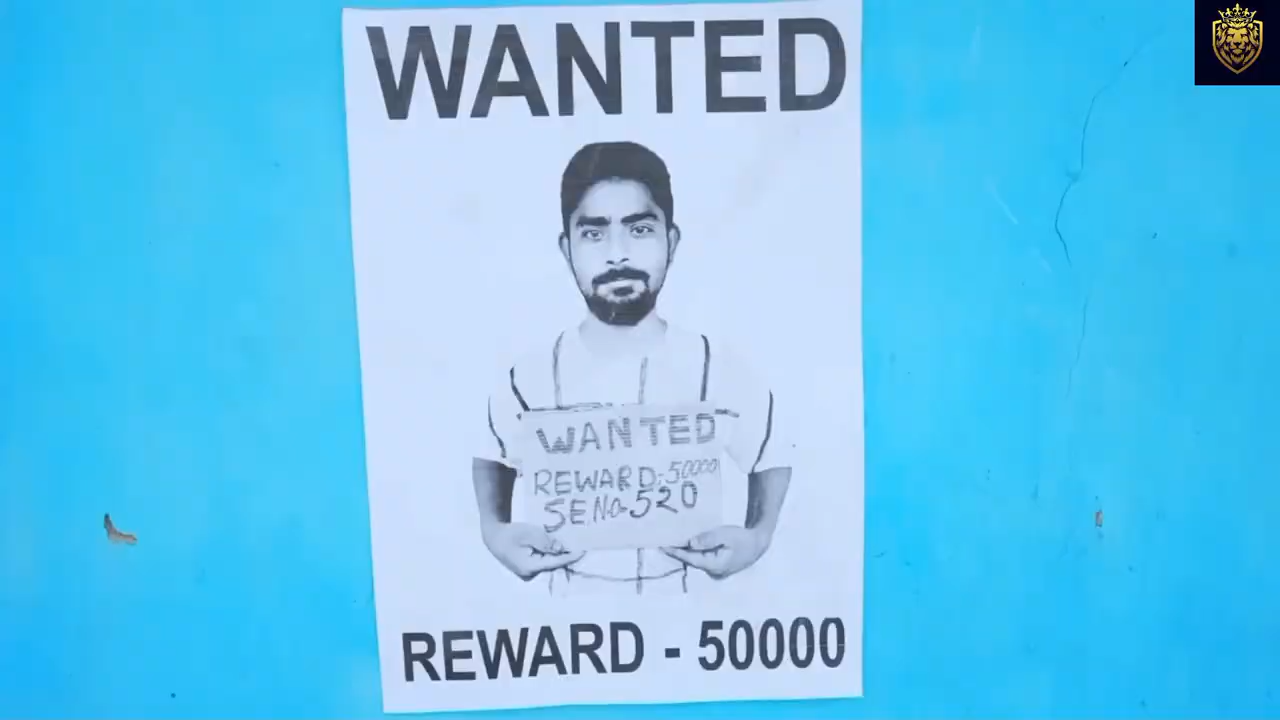 WANTED
WANTED
REWARD:50000
SE.No-520
REWARD - 50000